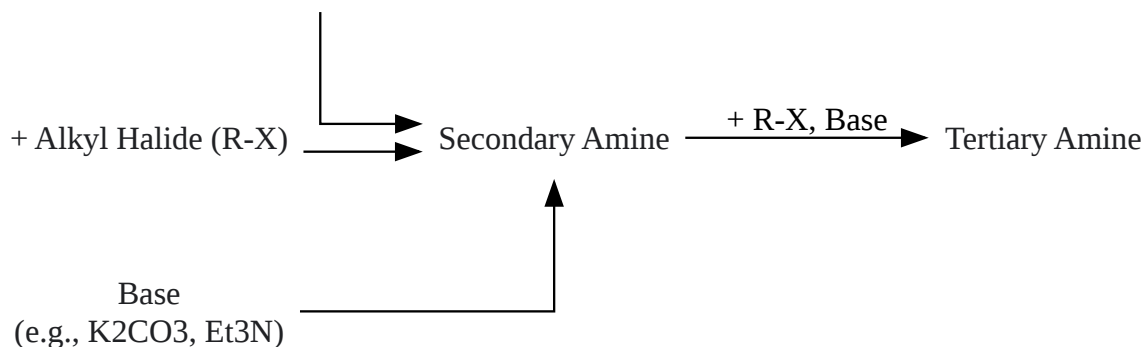 + R-X, Base
+ Alkyl Halide (R-X)
Secondary Amine
Tertiary Amine
Base
(e.g., K2CO3, Et3N)